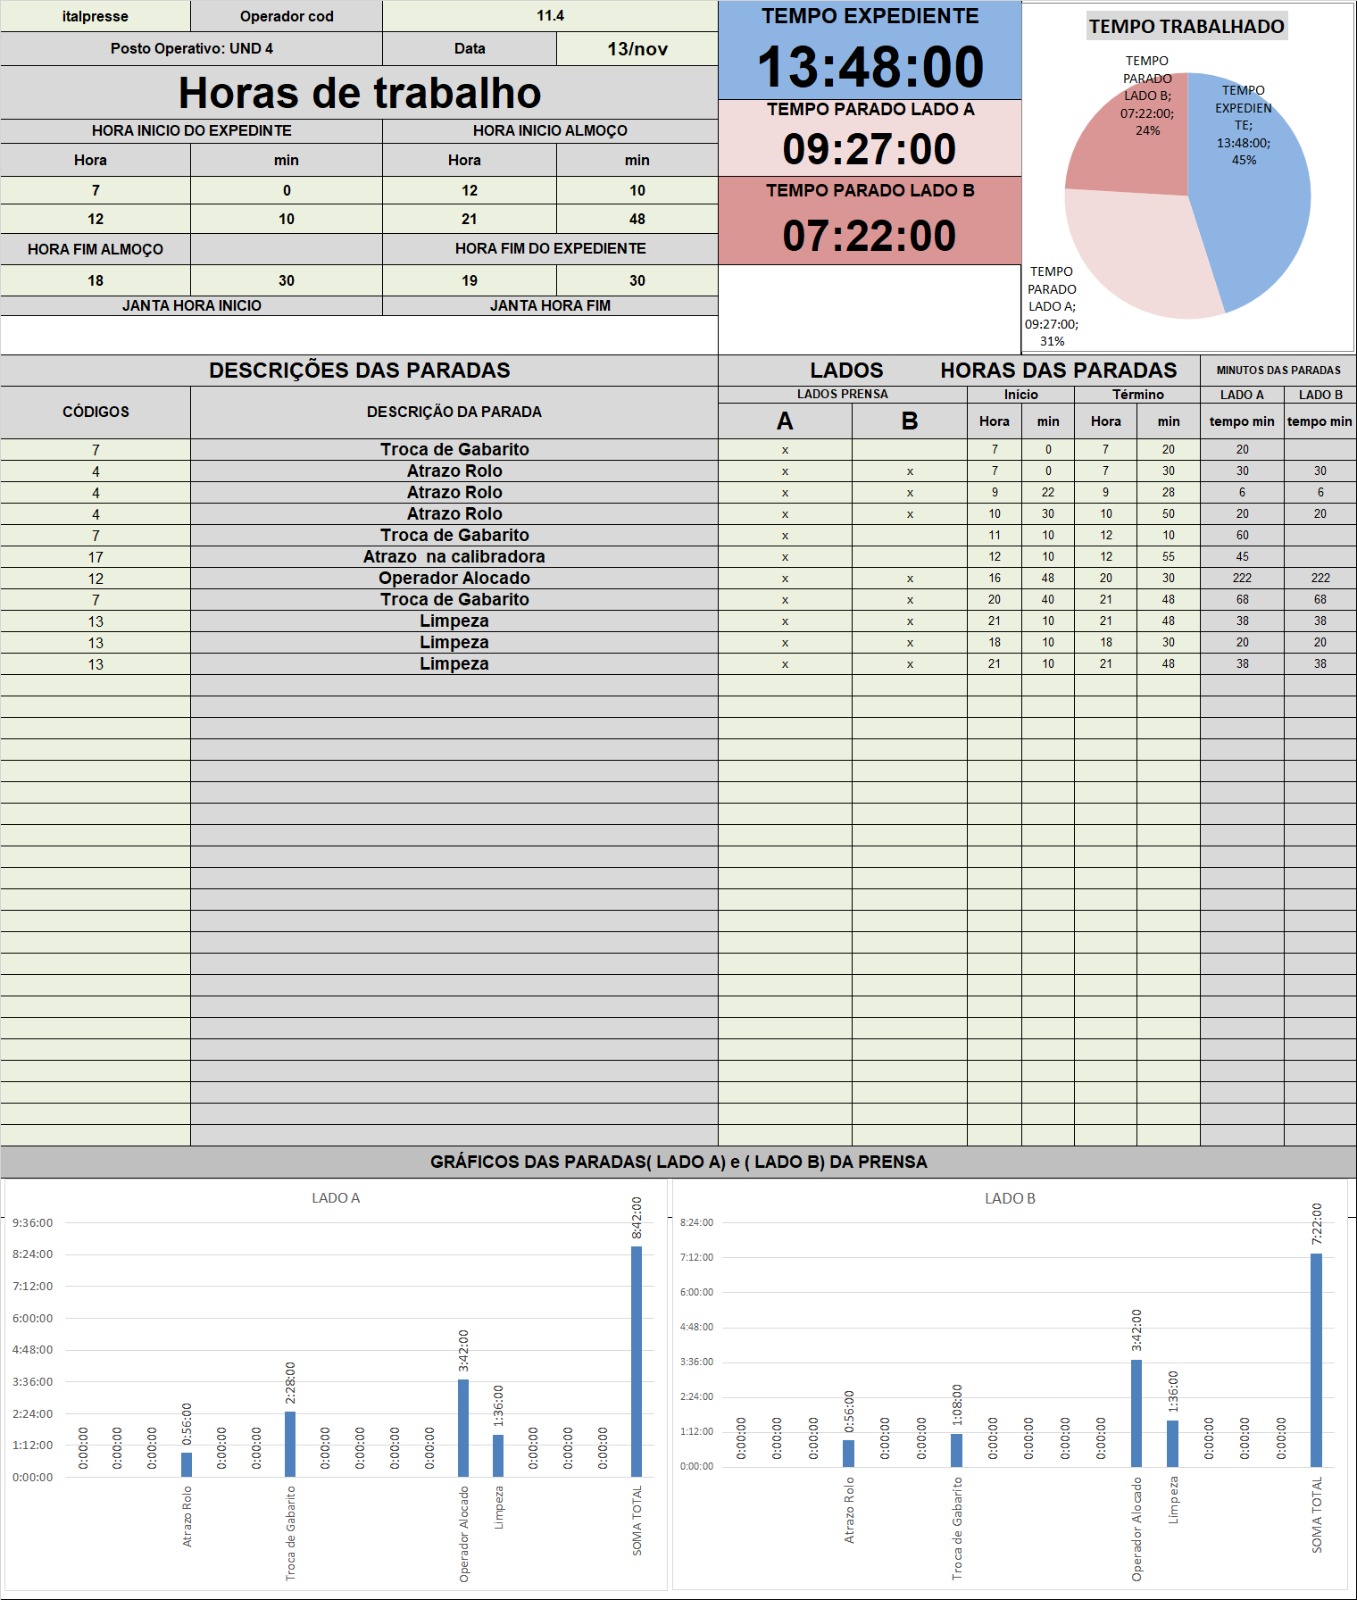 italpresse Operador cod 11.4
Posto Operativo: UND 4 Data 13/nov
Horas de trabalho
HORA INICIO DO EXPEDINTE HORA INICIO ALMOÇO
Hora min Hora min
7 0 12 10
12 10 21 48
HORA FIM ALMOÇO HORA FIM DO EXPEDIENTE
18 30 19 30
JANTA HORA INICIO JANTA HORA FIM
TEMPO EXPEDIENTE
13:48:00
TEMPO PARADO LADO A
09:27:00
TEMPO PARADO LADO B
07:22:00
TEMPO TRABALHADO
TEMPO
PARADO
LADO B;
07:22:00;
24%
TEMPO
EXPEDIEN
TE;
13:48:00;
45%
TEMPO
PARADO
LADO A;
09:27:00;
31%
DESCRIÇÕES DAS PARADAS LADOS HORAS DAS PARADAS MINUTOS DAS PARADAS
CÓDIGOS DESCRIÇÃO DA PARADA LADOS PRENSA Início Término LADO A LADO B
A B Hora min Hora min tempo min tempo min
7 Troca de Gabarito x 7 0 7 20 20
4 Atrazo Rolo x x 7 0 7 30 30 30
4 Atrazo Rolo x x 9 22 9 28 6 6
4 Atrazo Rolo x x 10 30 10 50 20 20
7 Troca de Gabarito x 11 10 12 10 60
17 Atrazo na calibradora x 12 10 12 55 45
12 Operador Alocado x x 16 48 20 30 222 222
7 Troca de Gabarito x x 20 40 21 48 68 68
13 Limpeza x x 21 10 21 48 38 38
13 Limpeza x x 18 10 18 30 20 20
13 Limpeza x x 21 10 21 48 38 38
GRÁFICOS DAS PARADAS( LADO A) e ( LADO B) DA PRENSA
LADO A
9:36:00
8:24:00
7:12:00
6:00:00
4:48:00
3:36:00
2:24:00
1:12:00
0:00:00
0:00:00 0:00:00 0:00:00 0:56:00 0:00:00 0:00:00 2:28:00 0:00:00 0:00:00 0:00:00 0:00:00 3:42:00 1:36:00 0:00:00 0:00:00 0:00:00 8:42:00
Atrazo Rolo Troca de Gabarito Operador Alocado Limpeza SOMA TOTAL
LADO B
8:24:00
7:12:00
6:00:00
4:48:00
3:36:00
2:24:00
1:12:00
0:00:00
0:00:00 0:00:00 0:00:00 0:56:00 0:00:00 0:00:00 1:08:00 0:00:00 0:00:00 0:00:00 0:00:00 3:42:00 1:36:00 0:00:00 0:00:00 0:00:00 7:22:00
Atrazo Rolo Troca de Gabarito Operador Alocado Limpeza SOMA TOTAL